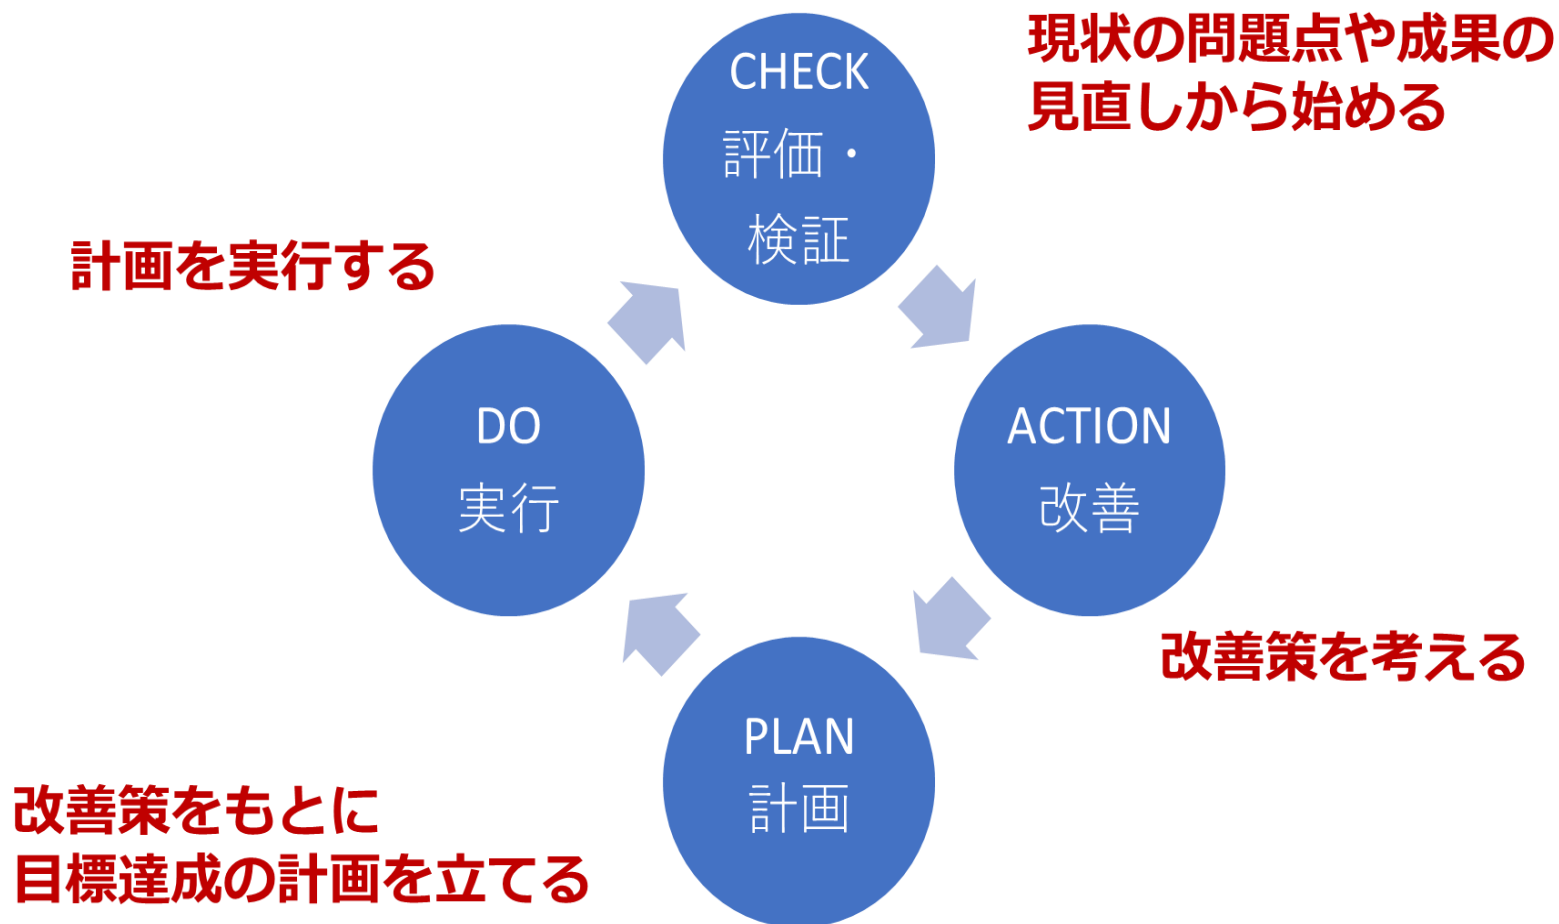 CHECK
評価・
検証
現状の問題点や成果の
見直しから始める
計画を実行する
DO
実行
ACTION
改善
改善策を考える
PLAN
計画
改善策をもとに
目標達成の計画を立てる